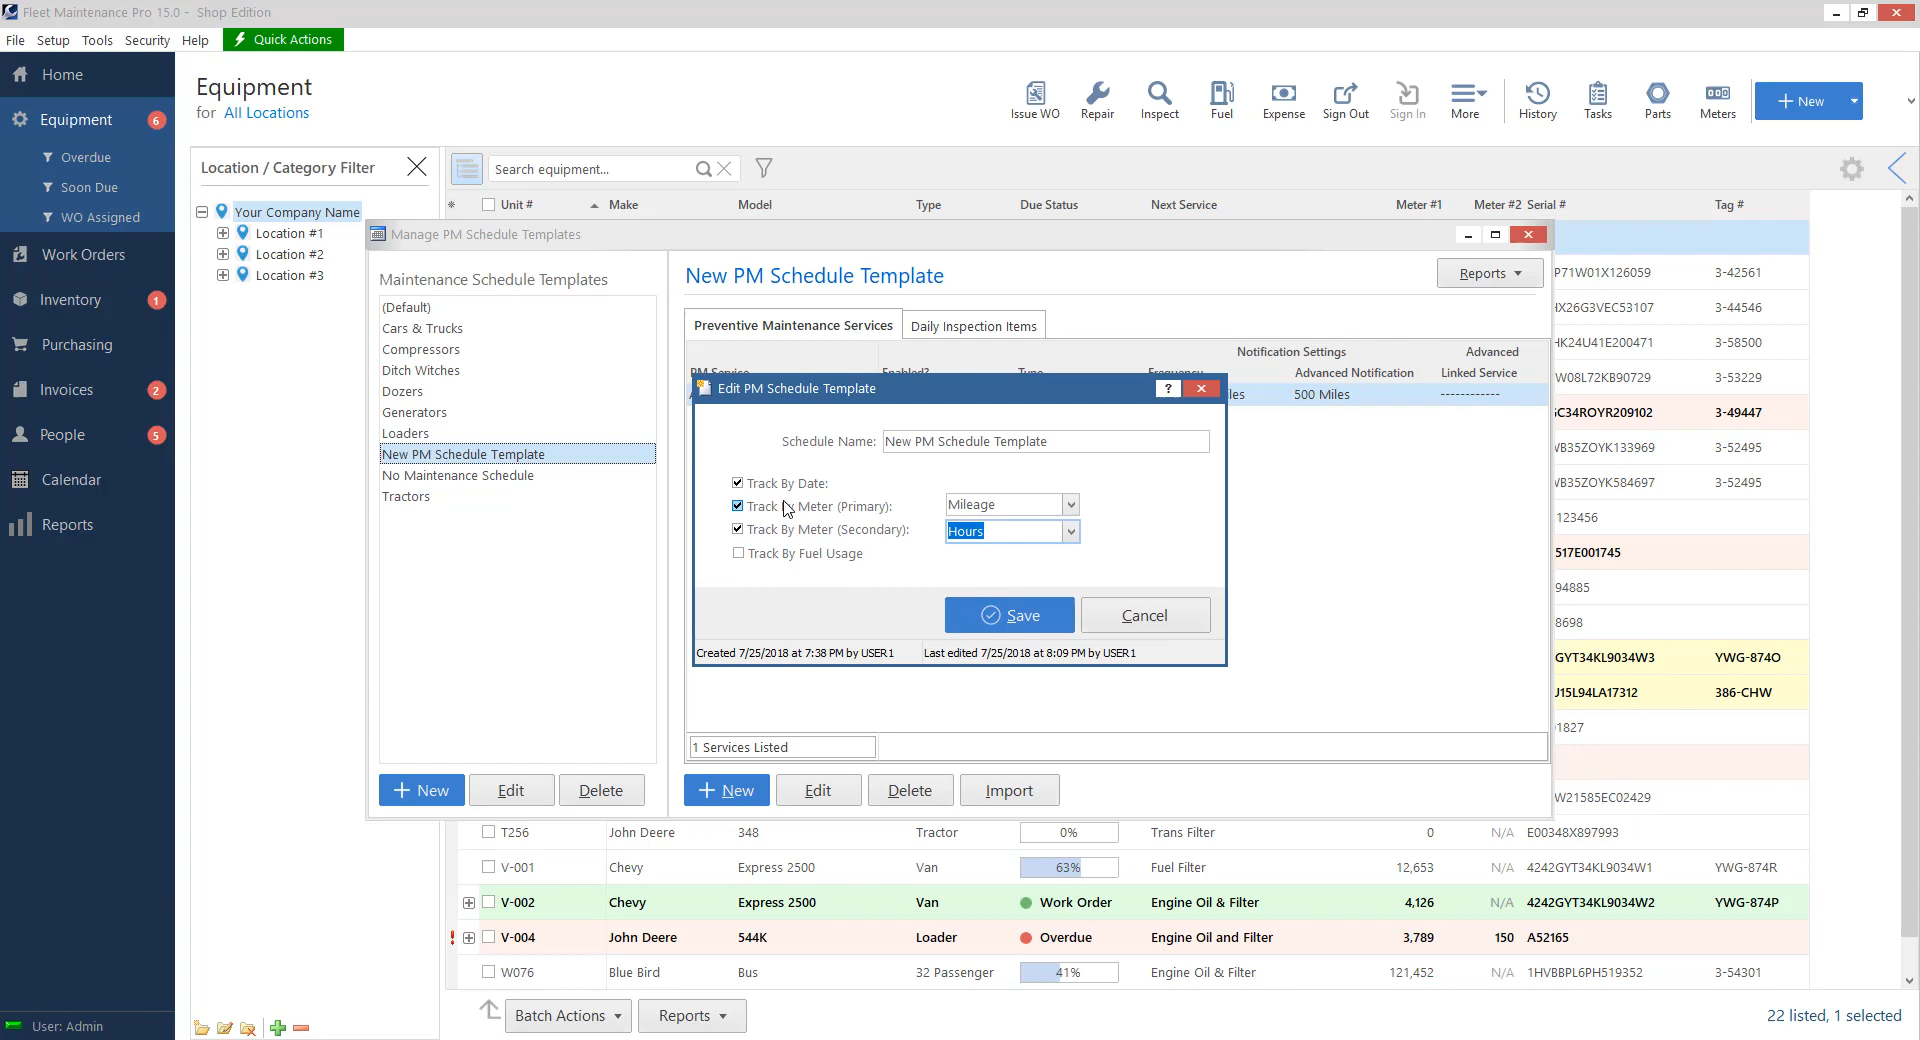 Fleet Maintenance Pro 15.0 - Shop Edition
File Setup Tools Security Help Quick Actions
Home
Equipment 6
Overdue
Soon Due
WO Assigned
Work Orders
Inventory 1
Purchasing
Invoices 2
People 5
Calendar
Reports
User: Admin
Equipment
for All Locations
Issue WO Repair Inspect Fuel Expense Sign Out Sign In More History Tasks Parts Meters + New
Location / Category Filter
Your Company Name
Location #1
Location #2
Location #3
Search equipment...
* Unit # Make Model Type Due Status Next Service Meter #1 Meter #2 Serial # Tag #
Manage PM Schedule Templates
Maintenance Schedule Templates
(Default)
Cars & Trucks
Compressors
Ditch Witches
Dozers
Generators
Loaders
New PM Schedule Template
No Maintenance Schedule
Tractors
+ New Edit Delete
New PM Schedule Template
Reports
Preventive Maintenance Services Daily Inspection Items
Notification Settings Advanced
PM Service Enabled? Type Frequency Advanced Notification Linked Service
les 500 Miles ------------
Edit PM Schedule Template ?
Schedule Name: New PM Schedule Template
Track By Date:
Track By Meter (Primary): Mileage
Track By Meter (Secondary): Hours
Track By Fuel Usage
Save Cancel
Created 7/25/2018 at 7:38 PM by USER1 Last edited 7/25/2018 at 8:09 PM by USER1
1 Services Listed
+ New Edit Delete Import
P71W01X126059 3-42561
HX26G3VEC53107 3-44546
HK24U41E200471 3-58500
W08L72KB90729 3-53229
GC34ROYR209102 3-49447
WB35ZOYK133969 3-52495
WB35ZOYK584697 3-52495
123456
517E001745
94885
8698
GYT34KL9034W3 YWG-874O
J15L94LA17312 386-CHW
01827
W21585EC02429
T256 John Deere 348 Tractor 0% Trans Filter 0 N/A E00348X897993
V-001 Chevy Express 2500 Van 63% Fuel Filter 12,653 N/A 4242GYT34KL9034W1 YWG-874R
V-002 Chevy Express 2500 Van Work Order Engine Oil & Filter 4,126 N/A 4242GYT34KL9034W2 YWG-874P
! V-004 John Deere 544K Loader Overdue Engine Oil and Filter 3,789 150 A52165
W076 Blue Bird Bus 32 Passenger 41% Engine Oil & Filter 121,452 N/A 1HVBBPL6PH519352 3-54301
Batch Actions Reports
22 listed, 1 selected